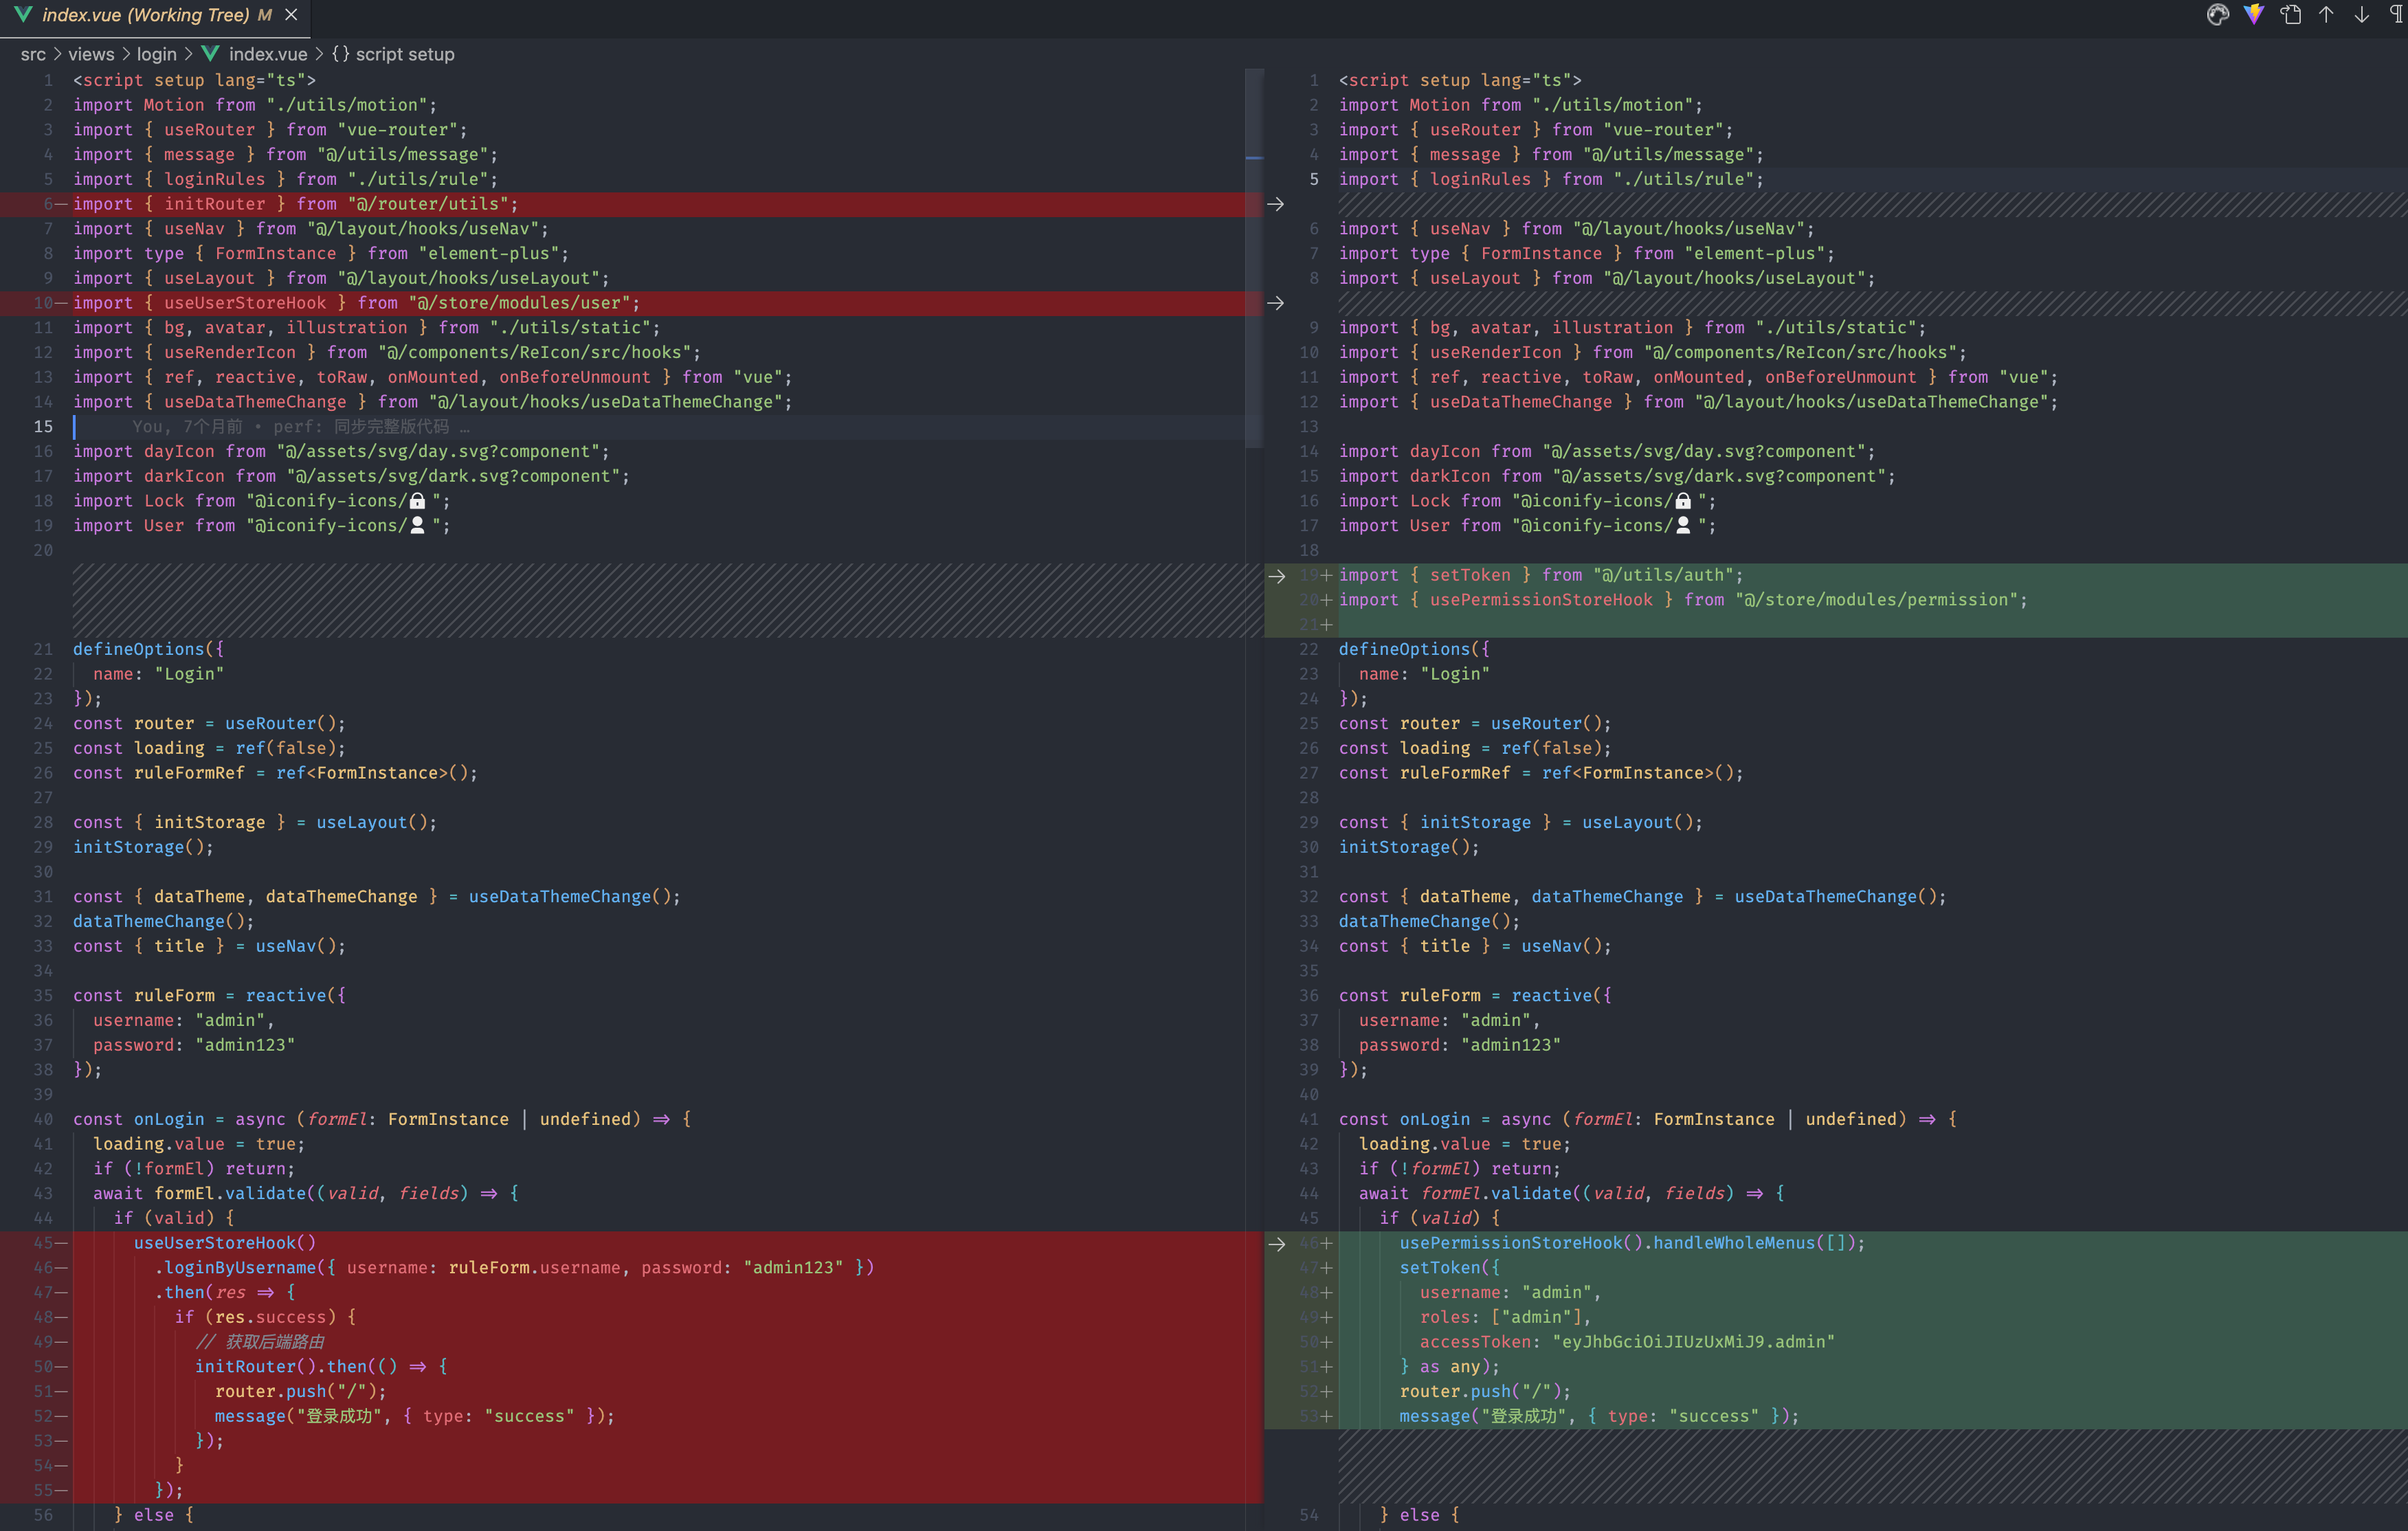 index.vue (Working Tree) M
src > views > login > index.vue > {} script setup
1 <script setup lang="ts">
2 import Motion from "./utils/motion";
3 import { useRouter } from "vue-router";
4 import { message } from "@/utils/message";
5 import { loginRules } from "./utils/rule";
6— import { initRouter } from "@/router/utils";
7 import { useNav } from "@/layout/hooks/useNav";
8 import type { FormInstance } from "element-plus";
9 import { useLayout } from "@/layout/hooks/useLayout";
10— import { useUserStoreHook } from "@/store/modules/user";
11 import { bg, avatar, illustration } from "./utils/static";
12 import { useRenderIcon } from "@/components/ReIcon/src/hooks";
13 import { ref, reactive, toRaw, onMounted, onBeforeUnmount } from "vue";
14 import { useDataThemeChange } from "@/layout/hooks/useDataThemeChange";
15 You, 7个月前 • perf: 同步完整版代码 …
16 import dayIcon from "@/assets/svg/day.svg?component";
17 import darkIcon from "@/assets/svg/dark.svg?component";
18 import Lock from "@iconify-icons/ ";
19 import User from "@iconify-icons/ ";
20
21 defineOptions({
22 name: "Login"
23 });
24 const router = useRouter();
25 const loading = ref(false);
26 const ruleFormRef = ref<FormInstance>();
27
28 const { initStorage } = useLayout();
29 initStorage();
30
31 const { dataTheme, dataThemeChange } = useDataThemeChange();
32 dataThemeChange();
33 const { title } = useNav();
34
35 const ruleForm = reactive({
36 username: "admin",
37 password: "admin123"
38 });
39
40 const onLogin = async (formEl: FormInstance | undefined) => {
41 loading.value = true;
42 if (!formEl) return;
43 await formEl.validate((valid, fields) => {
44 if (valid) {
45— useUserStoreHook()
46— .loginByUsername({ username: ruleForm.username, password: "admin123" })
47— .then(res => {
48— if (res.success) {
49— // 获取后端路由
50— initRouter().then(() => {
51— router.push("/");
52— message("登录成功", { type: "success" });
53— });
54— }
55— });
56 } else {
1 <script setup lang="ts">
2 import Motion from "./utils/motion";
3 import { useRouter } from "vue-router";
4 import { message } from "@/utils/message";
5 import { loginRules } from "./utils/rule";
6 import { useNav } from "@/layout/hooks/useNav";
7 import type { FormInstance } from "element-plus";
8 import { useLayout } from "@/layout/hooks/useLayout";
9 import { bg, avatar, illustration } from "./utils/static";
10 import { useRenderIcon } from "@/components/ReIcon/src/hooks";
11 import { ref, reactive, toRaw, onMounted, onBeforeUnmount } from "vue";
12 import { useDataThemeChange } from "@/layout/hooks/useDataThemeChange";
13
14 import dayIcon from "@/assets/svg/day.svg?component";
15 import darkIcon from "@/assets/svg/dark.svg?component";
16 import Lock from "@iconify-icons/ ";
17 import User from "@iconify-icons/ ";
18
19+ import { setToken } from "@/utils/auth";
20+ import { usePermissionStoreHook } from "@/store/modules/permission";
21+
22 defineOptions({
23 name: "Login"
24 });
25 const router = useRouter();
26 const loading = ref(false);
27 const ruleFormRef = ref<FormInstance>();
28
29 const { initStorage } = useLayout();
30 initStorage();
31
32 const { dataTheme, dataThemeChange } = useDataThemeChange();
33 dataThemeChange();
34 const { title } = useNav();
35
36 const ruleForm = reactive({
37 username: "admin",
38 password: "admin123"
39 });
40
41 const onLogin = async (formEl: FormInstance | undefined) => {
42 loading.value = true;
43 if (!formEl) return;
44 await formEl.validate((valid, fields) => {
45 if (valid) {
46+ usePermissionStoreHook().handleWholeMenus([]);
47+ setToken({
48+ username: "admin",
49+ roles: ["admin"],
50+ accessToken: "eyJhbGciOiJIUzUxMiJ9.admin"
51+ } as any);
52+ router.push("/");
53+ message("登录成功", { type: "success" });
54 } else {